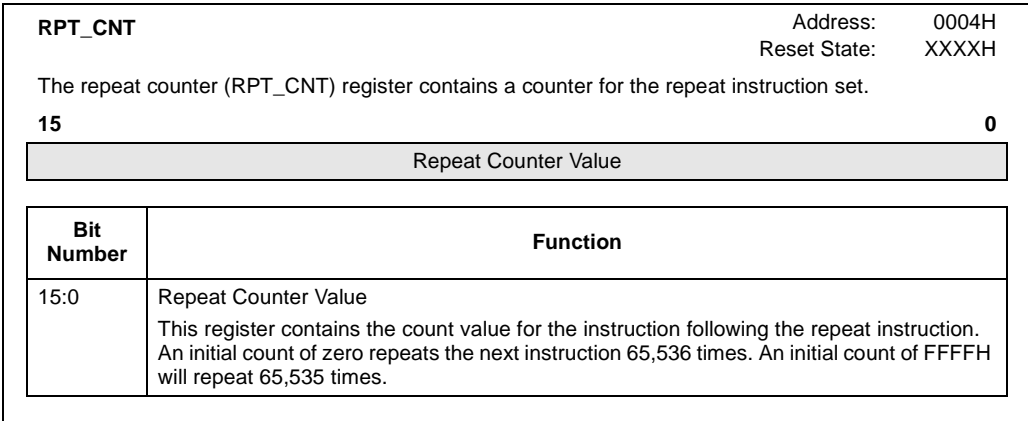 RPT_CNT
Address: 0004H
Reset State: XXXXH
The repeat counter (RPT_CNT) register contains a counter for the repeat instruction set.
15 0
Repeat Counter Value
Bit
Number
Function
15:0
Repeat Counter Value
This register contains the count value for the instruction following the repeat instruction.
An initial count of zero repeats the next instruction 65,536 times. An initial count of FFFFH
will repeat 65,535 times.